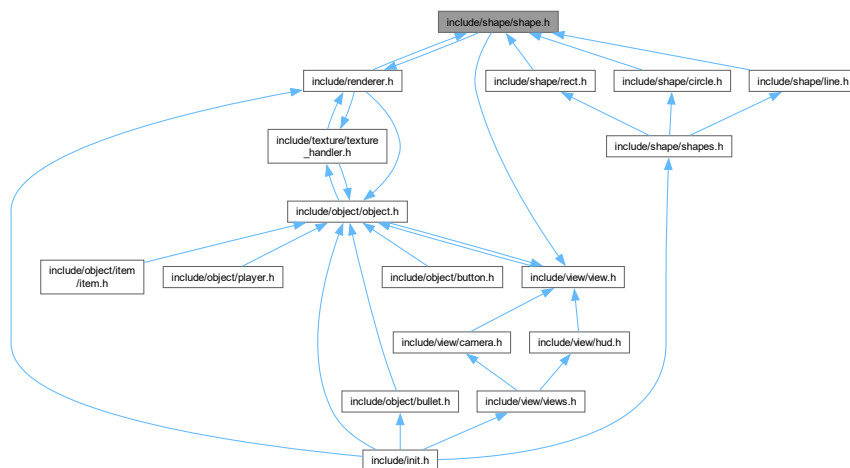 include/shape/shape.h
include/renderer.h
include/shape/rect.h
include/shape/circle.h
include/shape/line.h
include/texture/texture
_handler.h
include/shape/shapes.h
include/object/object.h
include/object/item
/item.h
include/object/player.h
include/object/button.h
include/view/view.h
include/view/camera.h
include/view/hud.h
include/object/bullet.h
include/view/views.h
include/init.h